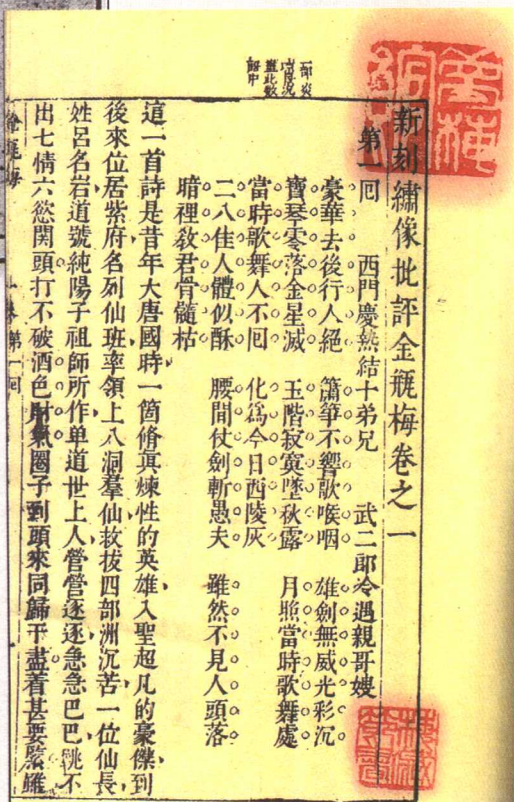 新刻繡像批評金瓶梅卷之一
第一回　西門慶熱結十弟兄　武二郎冷遇親哥嫂
豪華去後行人絕　簫箏不響歌喉咽　雄劍無威光彩沉
寶琴零落金星滅　玉階寂寞墜秋露　月照當時歌舞處
當時歌舞人不回　化為今日西陵灰
二八佳人體似酥　腰間仗劍斬愚夫　雖然不見人頭落
暗裡教君骨髓枯
這一首詩是昔年大唐國時一箇脩真煉性的英雄入聖超凡的豪傑到
後來位居紫府名列仙班率領上八洞羣仙救拔四部洲沉苦一位仙長
姓呂名岩道號純陽子祖師所作单道世上人營營逐逐急急巴巴跳不
出七情六慾関頭打不破酒色財氣圈子到頭來同歸于盡着甚要緊雖
金瓶梅　第一回
一部炎